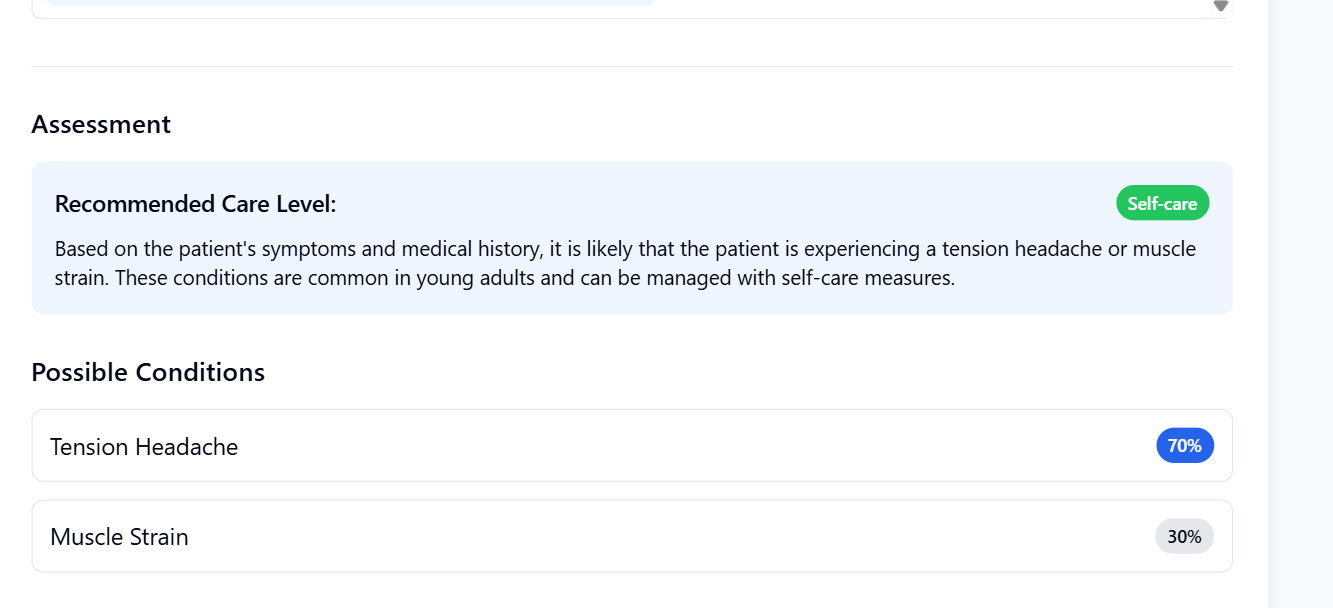 Assessment
Recommended Care Level:
Self-care
Based on the patient's symptoms and medical history, it is likely that the patient is experiencing a tension headache or muscle
strain. These conditions are common in young adults and can be managed with self-care measures.
Possible Conditions
Tension Headache
70%
Muscle Strain
30%